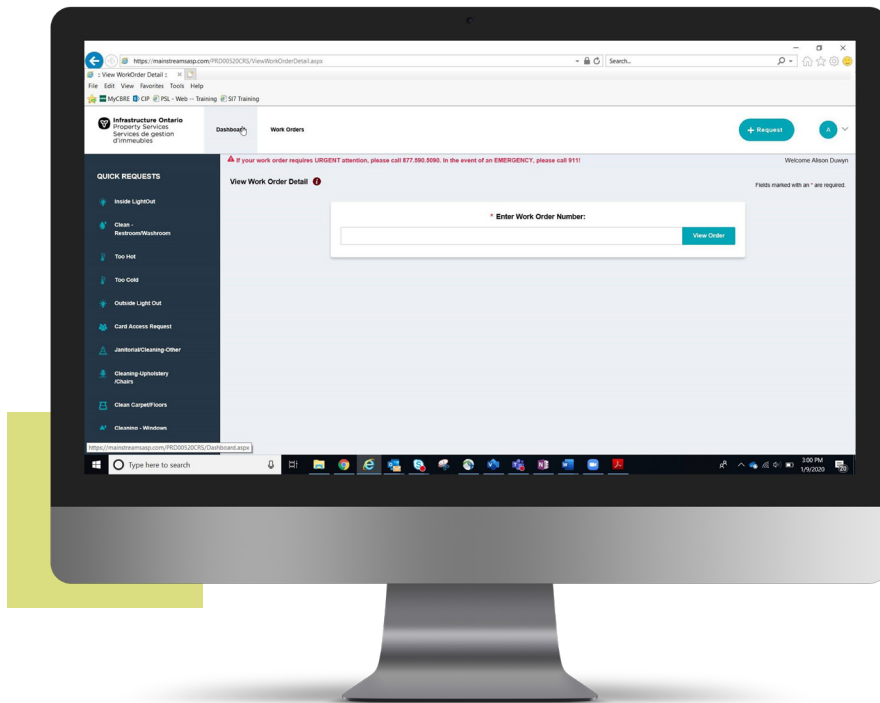 https://mainstreamsasp.com/PRD00520CRS/ViewWorkOrderDetail.aspx
Search...
:: View WorkOrder Detail ::
File Edit View Favorites Tools Help
MyCBRE CIP PSL - Web -- Training SI7 Training
Infrastructure Ontario
Property Services
Services de gestion
d'immeubles
Dashboard
Work Orders
+ Request
A
If your work order requires URGENT attention, please call 877.590.5090. In the event of an EMERGENCY, please call 911!
Welcome Alison Duwyn
QUICK REQUESTS
View Work Order Detail
Fields marked with an * are required.
* Enter Work Order Number:
View Order
Inside LightOut
Clean -
Restroom/Washroom
Too Hot
Too Cold
Outside Light Out
Card Access Request
Janitorial/Cleaning-Other
Cleaning-Upholstery
/Chairs
Clean Carpet/Floors
Cleaning - Windows
https://mainstreamsasp.com/PRD00520CRS/Dashboard.aspx
Type here to search
3:00 PM
1/9/2020
20